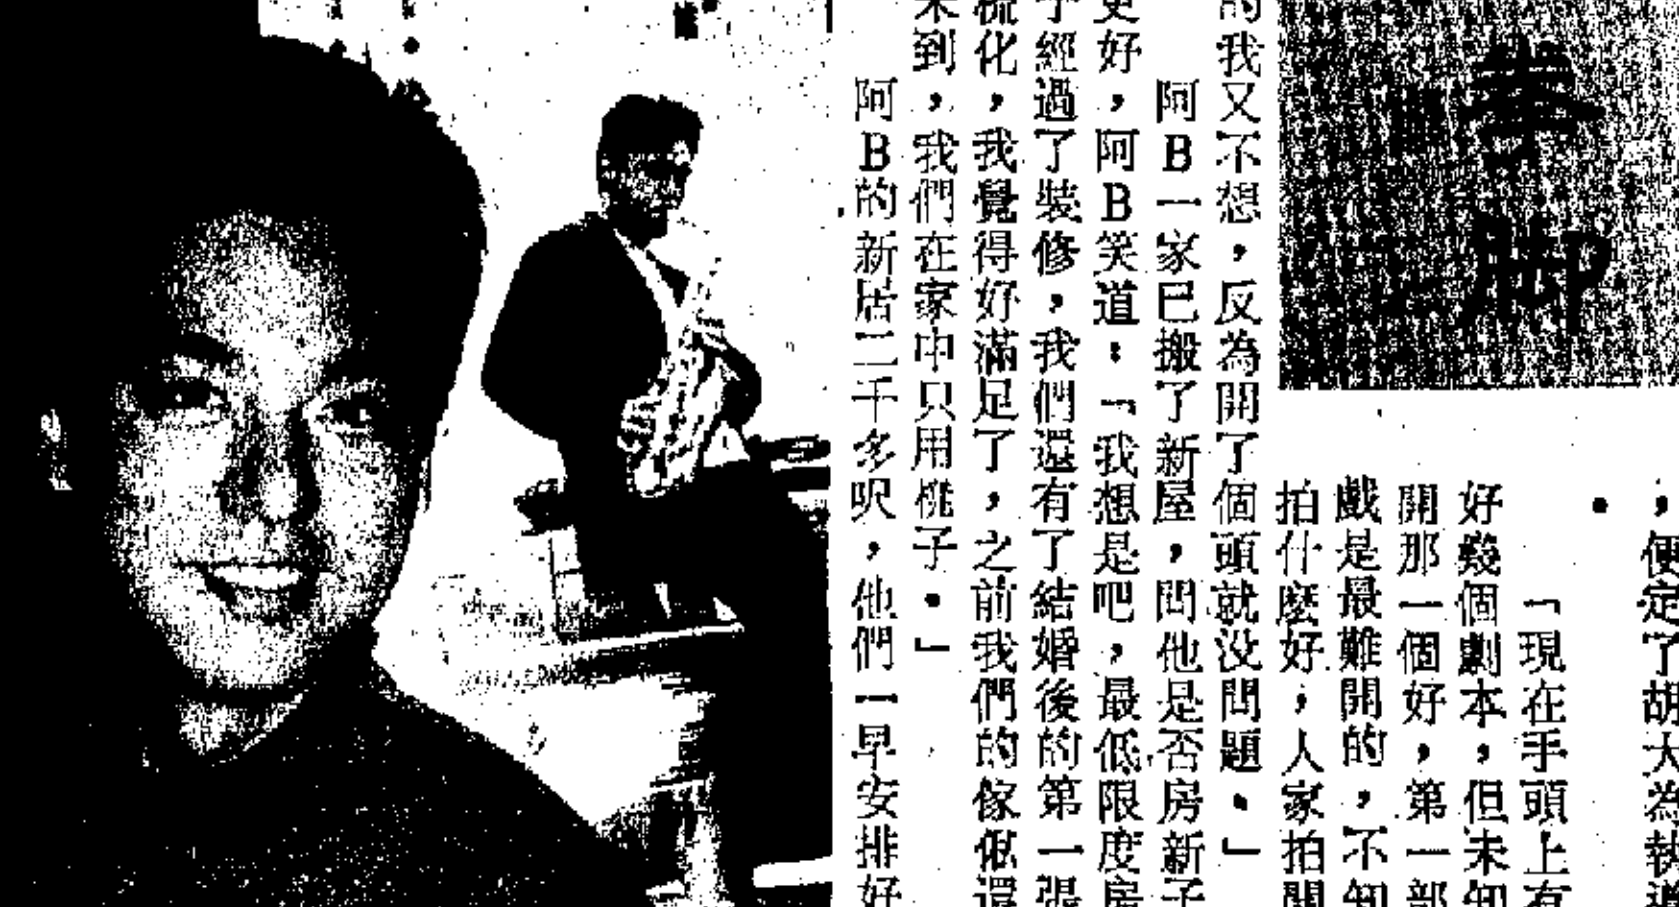 拳脚
，便定了胡大為執導
。
「現在手頭上有
好幾個劇本，但未知
開那一個好，第一部
戲是最難開的，不知
拍什麼好，人家拍開
的我又不想，反為開了個頭就没問題。」
阿B一家已搬了新屋，問他是否房新子
更好，阿B笑道：「我想是吧，最低限度房
子經過了裝修，我們還有了結婚後的第一張
梳化，我覺得好滿足了，之前我們的傢俬還
未到，我們在家中只用櫈子。」
阿B的新居二千多呎，他們一早安排好